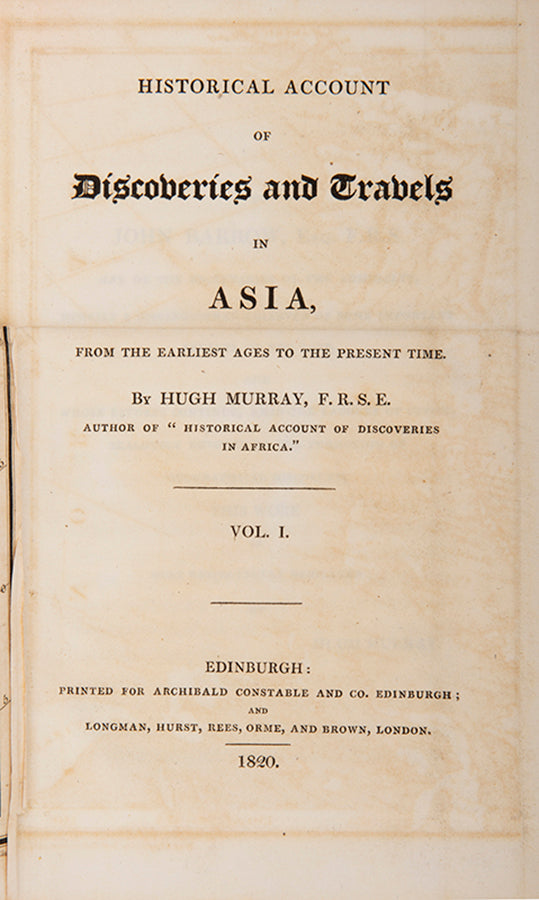 HISTORICAL ACCOUNT
OF
Discoveries and Travels
IN
ASIA,
FROM THE EARLIEST AGES TO THE PRESENT TIME.
By HUGH MURRAY, F. R. S. E.
AUTHOR OF “ HISTORICAL ACCOUNT OF DISCOVERIES
IN AFRICA.”
VOL. I.
EDINBURGH:
PRINTED FOR ARCHIBALD CONSTABLE AND CO. EDINBURGH;
AND
LONGMAN, HURST, REES, ORME, AND BROWN, LONDON.
1820.